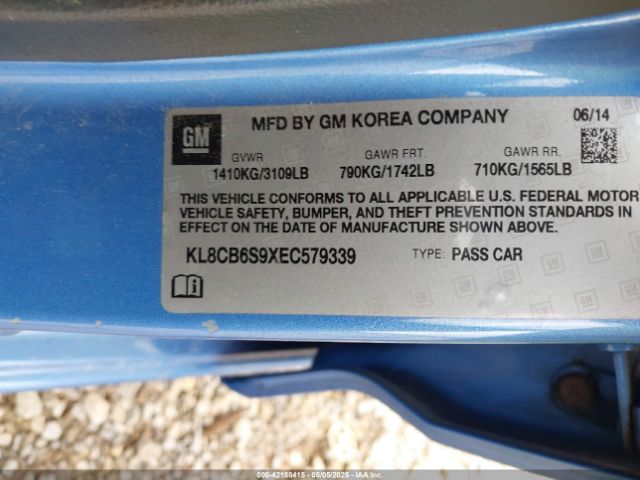 GM
MFD BY GM KOREA COMPANY 06/14
GVWR GAWR FRT. GAWR RR.
1410KG/3109LB 790KG/1742LB 710KG/1565LB
THIS VEHICLE CONFORMS TO ALL APPLICABLE U.S. FEDERAL MOTOR
VEHICLE SAFETY, BUMPER, AND THEFT PREVENTION STANDARDS IN
EFFECT ON THE DATE OF MANUFACTURE SHOWN ABOVE.
KL8CB6S9XEC579339 TYPE: PASS CAR
000-42188415 - 05/05/2025 - IAAI.COM